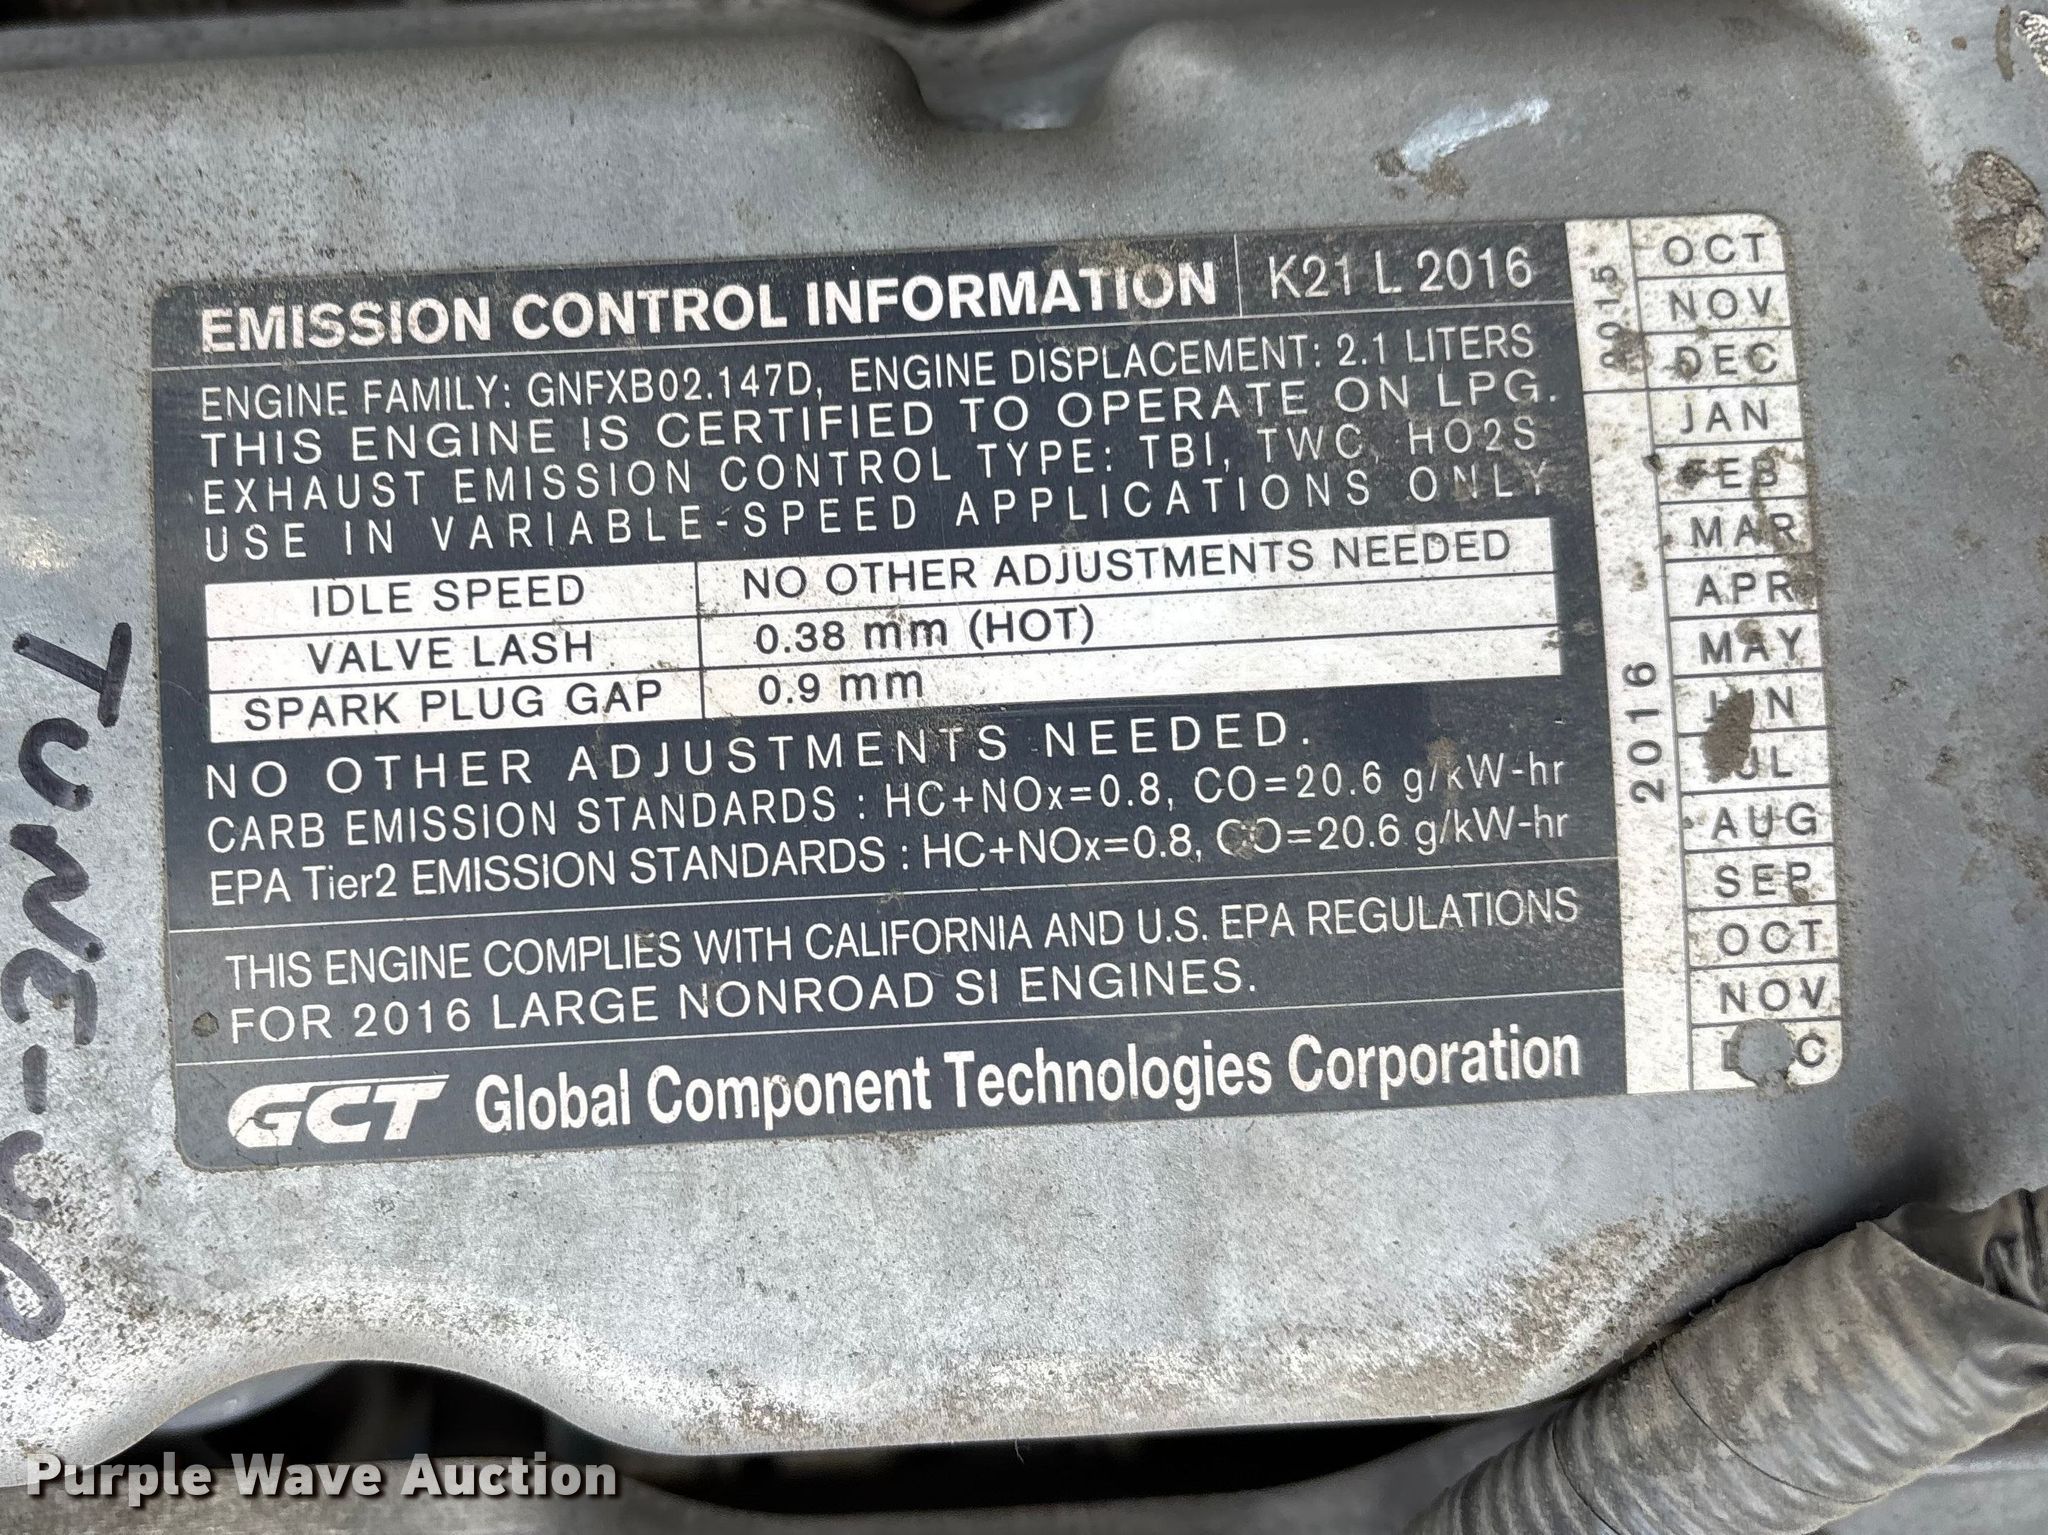 EMISSION CONTROL INFORMATION K21 L 2016
ENGINE FAMILY: GNFXB02.147D, ENGINE DISPLACEMENT: 2.1 LITERS
THIS ENGINE IS CERTIFIED TO OPERATE ON LPG.
EXHAUST EMISSION CONTROL TYPE: TBI, TWC, HO2S
USE IN VARIABLE-SPEED APPLICATIONS ONLY
IDLE SPEED NO OTHER ADJUSTMENTS NEEDED
VALVE LASH 0.38 mm (HOT)
SPARK PLUG GAP 0.9 mm
NO OTHER ADJUSTMENTS NEEDED.
CARB EMISSION STANDARDS : HC+NOx=0.8, CO=20.6 g/kW-hr
EPA Tier2 EMISSION STANDARDS : HC+NOx=0.8, CO=20.6 g/kW-hr
THIS ENGINE COMPLIES WITH CALIFORNIA AND U.S. EPA REGULATIONS
FOR 2016 LARGE NONROAD SI ENGINES.
GCT Global Component Technologies Corporation
2015
OCT
NOV
DEC
2016
JAN
FEB
MAR
APR
MAY
JUN
JUL
AUG
SEP
OCT
NOV
DEC
TUNE-UP
Purple Wave Auction